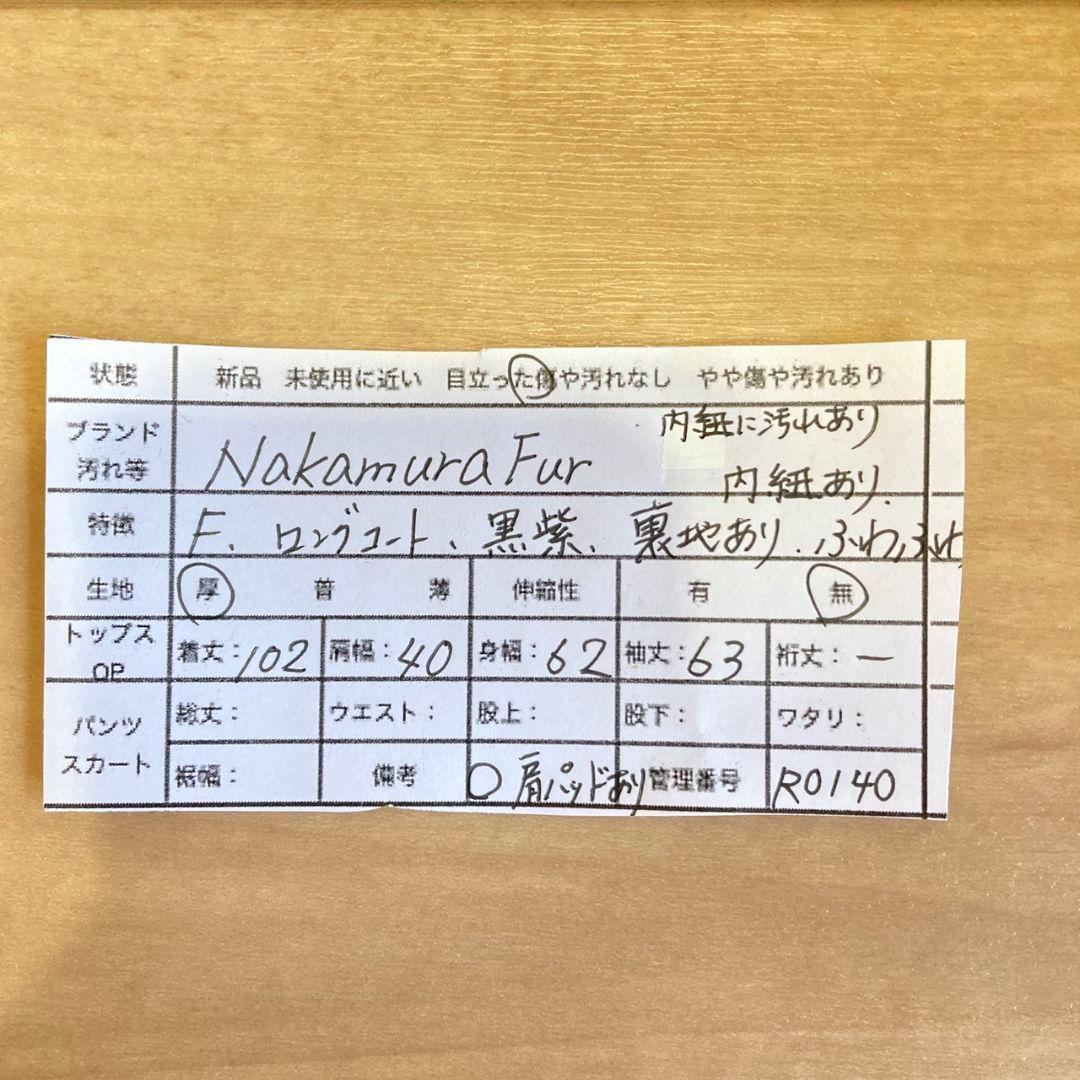 状態 新品 未使用に近い 目立った傷や汚れなし やや傷や汚れあり
ブランド 汚れ等 Nakamura Fur 内紐に汚れあり
内紐あり.
特徴 F、ロングコート、黒紫、裏地あり、ふわふわ
生地 厚 普 薄 伸縮性 有 無
トップス OP 着丈:102 肩幅:40 身幅:62 袖丈:63 裄丈:ー
パンツ スカート 総丈: ウエスト: 股上: 股下: ワタリ:
裾幅: 備考 ○ 肩パッドあり 管理番号 R0140